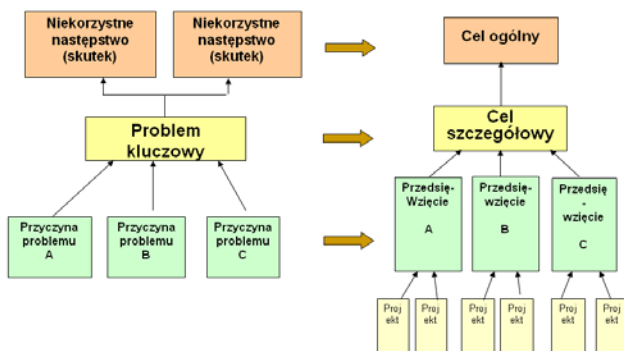 Niekorzystne
następstwo
(skutek)
Niekorzystne
następstwo
(skutek)
Cel ogólny
Problem
kluczowy
Cel
szczegółowy
Przyczyna
problemu
A
Przyczyna
problemu
B
Przyczyna
problemu
C
Przedsię-
Wzięcie
A
Przedsię-
wzięcie
B
Przedsię
-
wzięcie
C
Proj
ekt
Proj
ekt
Proj
ekt
Proj
ekt
Proj
ekt
Proj
ekt